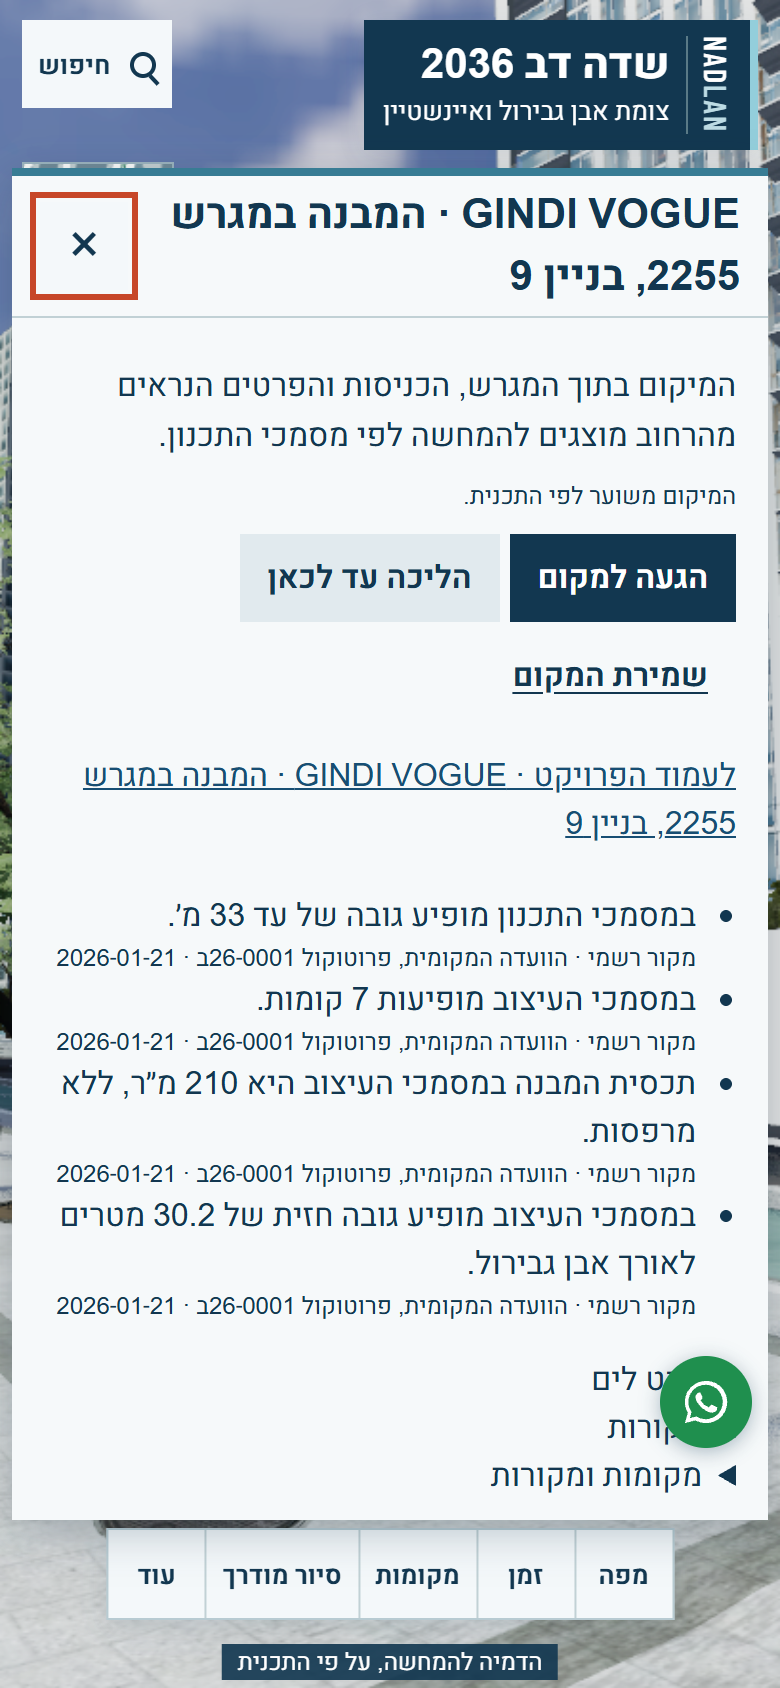 NADLAN
שדה דב 2036
צומת אבן גבירול ואיינשטיין
חיפוש
GINDI VOGUE · המבנה במגרש
2255, בניין 9
×
המיקום בתוך המגרש, הכניסות והפרטים הנראים
מהרחוב מוצגים להמחשה לפי מסמכי התכנון.
המיקום משוער לפי התכנית.
הגעה למקום
הליכה עד לכאן
שמירת המקום
לעמוד הפרויקט · GINDI VOGUE · המבנה במגרש
2255, בניין 9
במסמכי התכנון מופיע גובה של עד 33 מ׳.
מקור רשמי · הוועדה המקומית, פרוטוקול 26-0001ב · 2026-01-21
במסמכי העיצוב מופיעות 7 קומות.
מקור רשמי · הוועדה המקומית, פרוטוקול 26-0001ב · 2026-01-21
תכסית המבנה במסמכי העיצוב היא 210 מ״ר, ללא
מרפסות.
מקור רשמי · הוועדה המקומית, פרוטוקול 26-0001ב · 2026-01-21
במסמכי העיצוב מופיע גובה חזית של 30.2 מטרים
לאורך אבן גבירול.
מקור רשמי · הוועדה המקומית, פרוטוקול 26-0001ב · 2026-01-21
לים
מקומות ומקורות
מפה
זמן
מקומות
סיור מודרך
עוד
הדמיה להמחשה, על פי התכנית